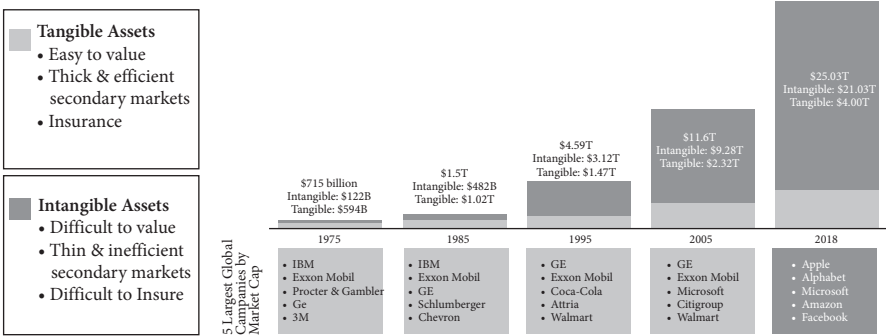 Tangible Assets
• Easy to value
• Thick & efficient
secondary markets
• Insurance
Intangible Assets
• Difficult to value
• Thin & inefficient
secondary markets
• Difficult to Insure
$715 billion
Intangible: $122B
Tangible: $594B
$1.5T
Intangible: $482B
Tangible: $1.02T
$4.59T
Intangible: $3.12T
Tangible: $1.47T
$11.6T
Intangible: $9.28T
Tangible: $2.32T
$25.03T
Intangible: $21.03T
Tangible: $4.00T
5 Largest Global
Companies by
Market Cap
1975
• IBM
• Exxon Mobil
• Procter & Gambler
• Ge
• 3M
1985
• IBM
• Exxon Mobil
• GE
• Schlumberger
• Chevron
1995
• GE
• Exxon Mobil
• Coca-Cola
• Attria
• Walmart
2005
• GE
• Exxon Mobil
• Microsoft
• Citigroup
• Walmart
2018
• Apple
• Alphabet
• Microsoft
• Amazon
• Facebook